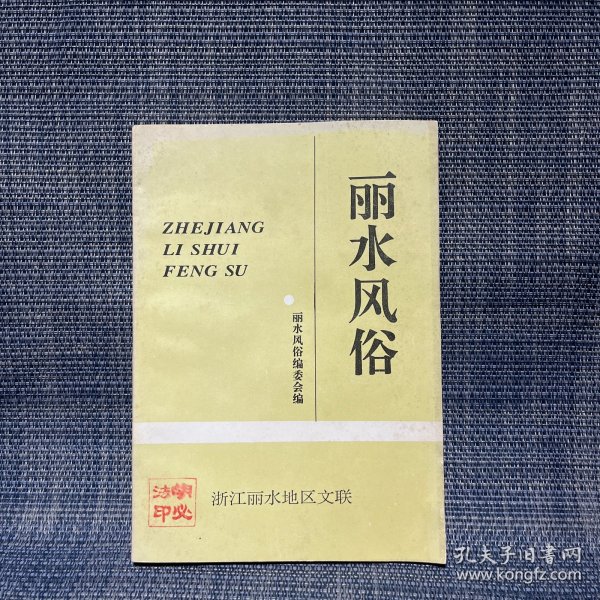 丽水风俗
ZHEJIANG
LI SHUI
FENG SU
丽水风俗编委会编
浙江丽水地区文联
孔夫子旧书网
www.kongfz.com